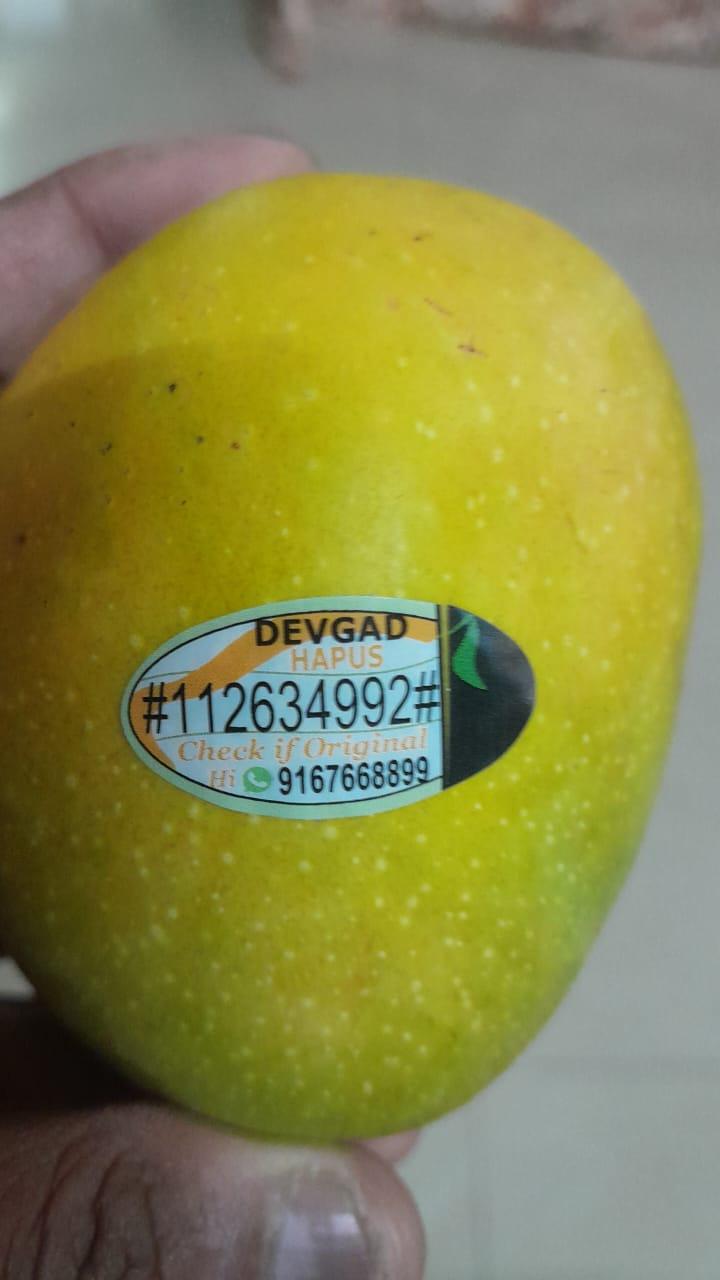 DEVGAD
HAPUS
#112634992#
Check if Original
Hi 9167668899